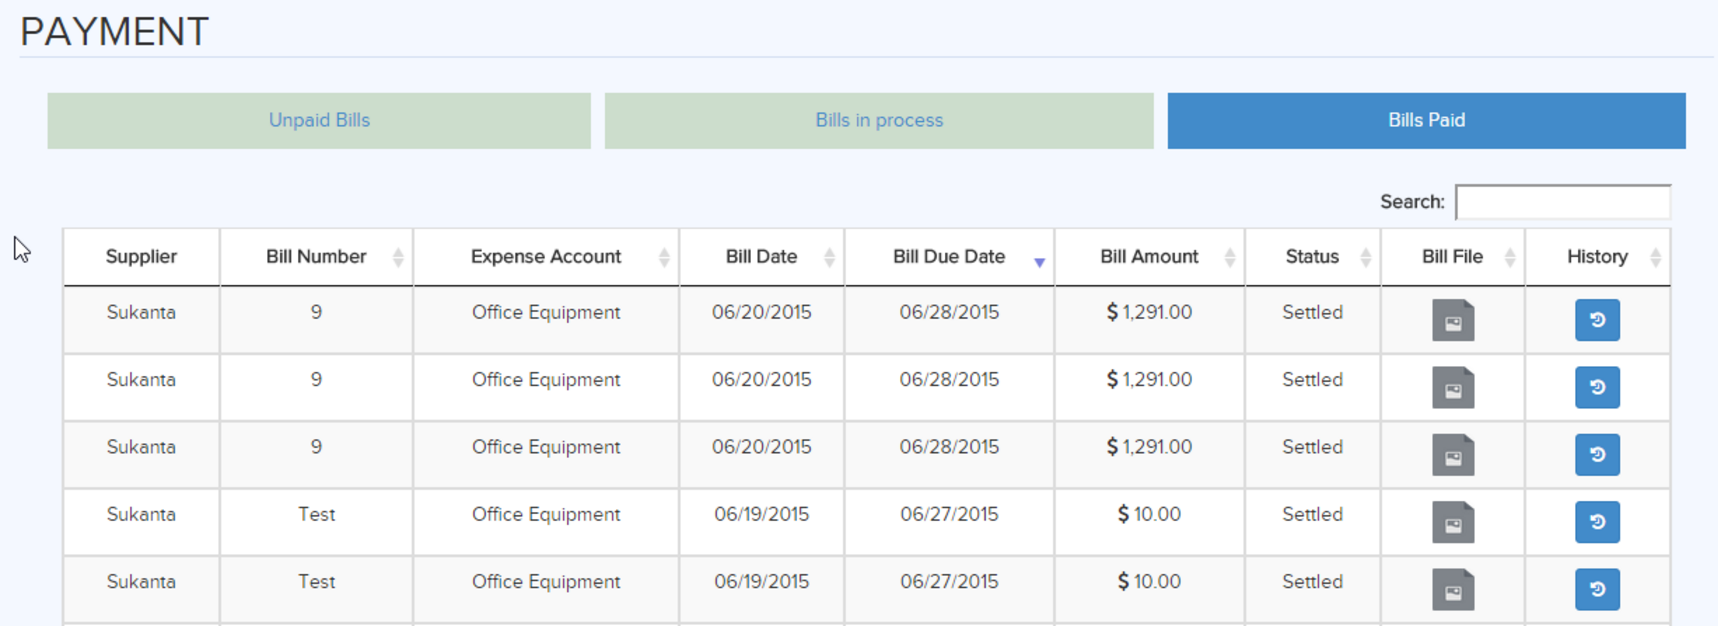 PAYMENT
Unpaid Bills Bills in process Bills Paid
Search:
Supplier Bill Number Expense Account Bill Date Bill Due Date Bill Amount Status Bill File History
Sukanta 9 Office Equipment 06/20/2015 06/28/2015 $ 1,291.00 Settled
Sukanta 9 Office Equipment 06/20/2015 06/28/2015 $ 1,291.00 Settled
Sukanta 9 Office Equipment 06/20/2015 06/28/2015 $ 1,291.00 Settled
Sukanta Test Office Equipment 06/19/2015 06/27/2015 $ 10.00 Settled
Sukanta Test Office Equipment 06/19/2015 06/27/2015 $ 10.00 Settled